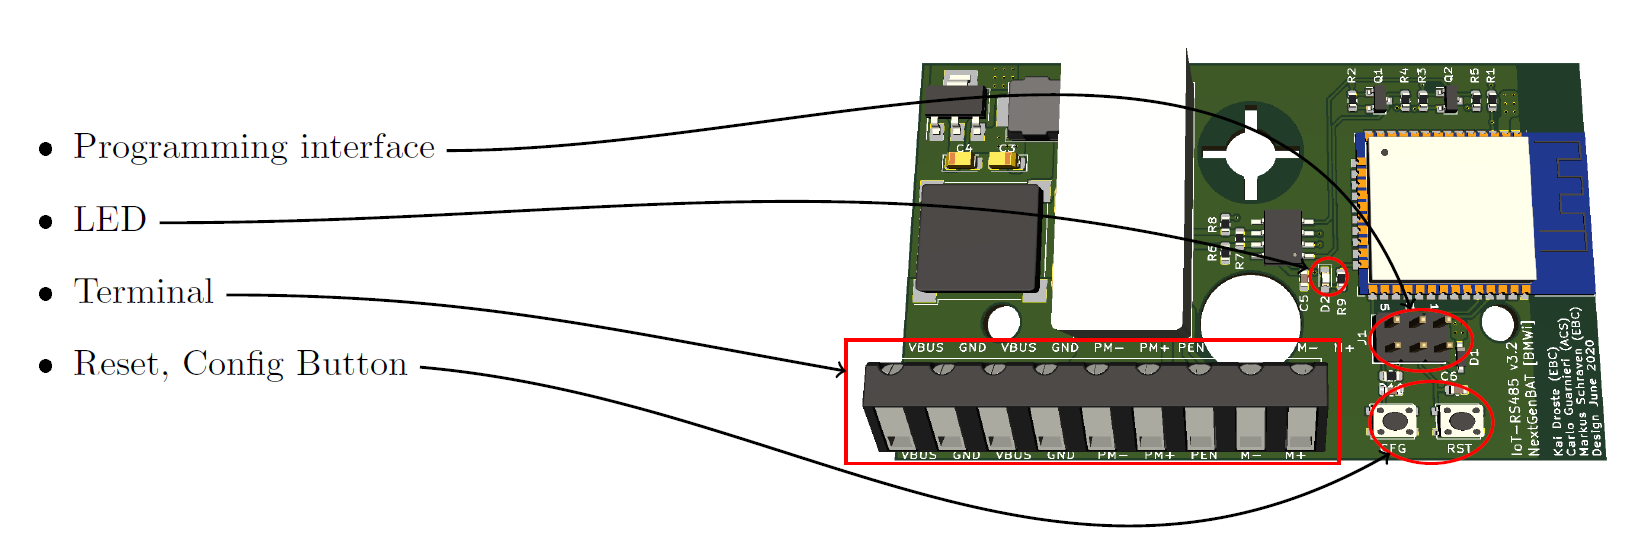 Programming interface
LED
Terminal
Reset, Config Button
R2 Q1 R4 R3 Q2 R5 R1
C4 C3
R8
R6 R7
C5 D2 R9
J1 5 1
D1
C6
VBUS GND VBUS GND PM- PM+ PEN M- M+
VBUS GND VBUS GND PM- PM+ PEN M- M+
CFG RST
IoT-RS485 v3.2
NextGenBAT [BMWi]
Kai Droste (EBC)
Carlo Guarnieri (ACS)
Markus Schraven (EBC)
Design June 2020